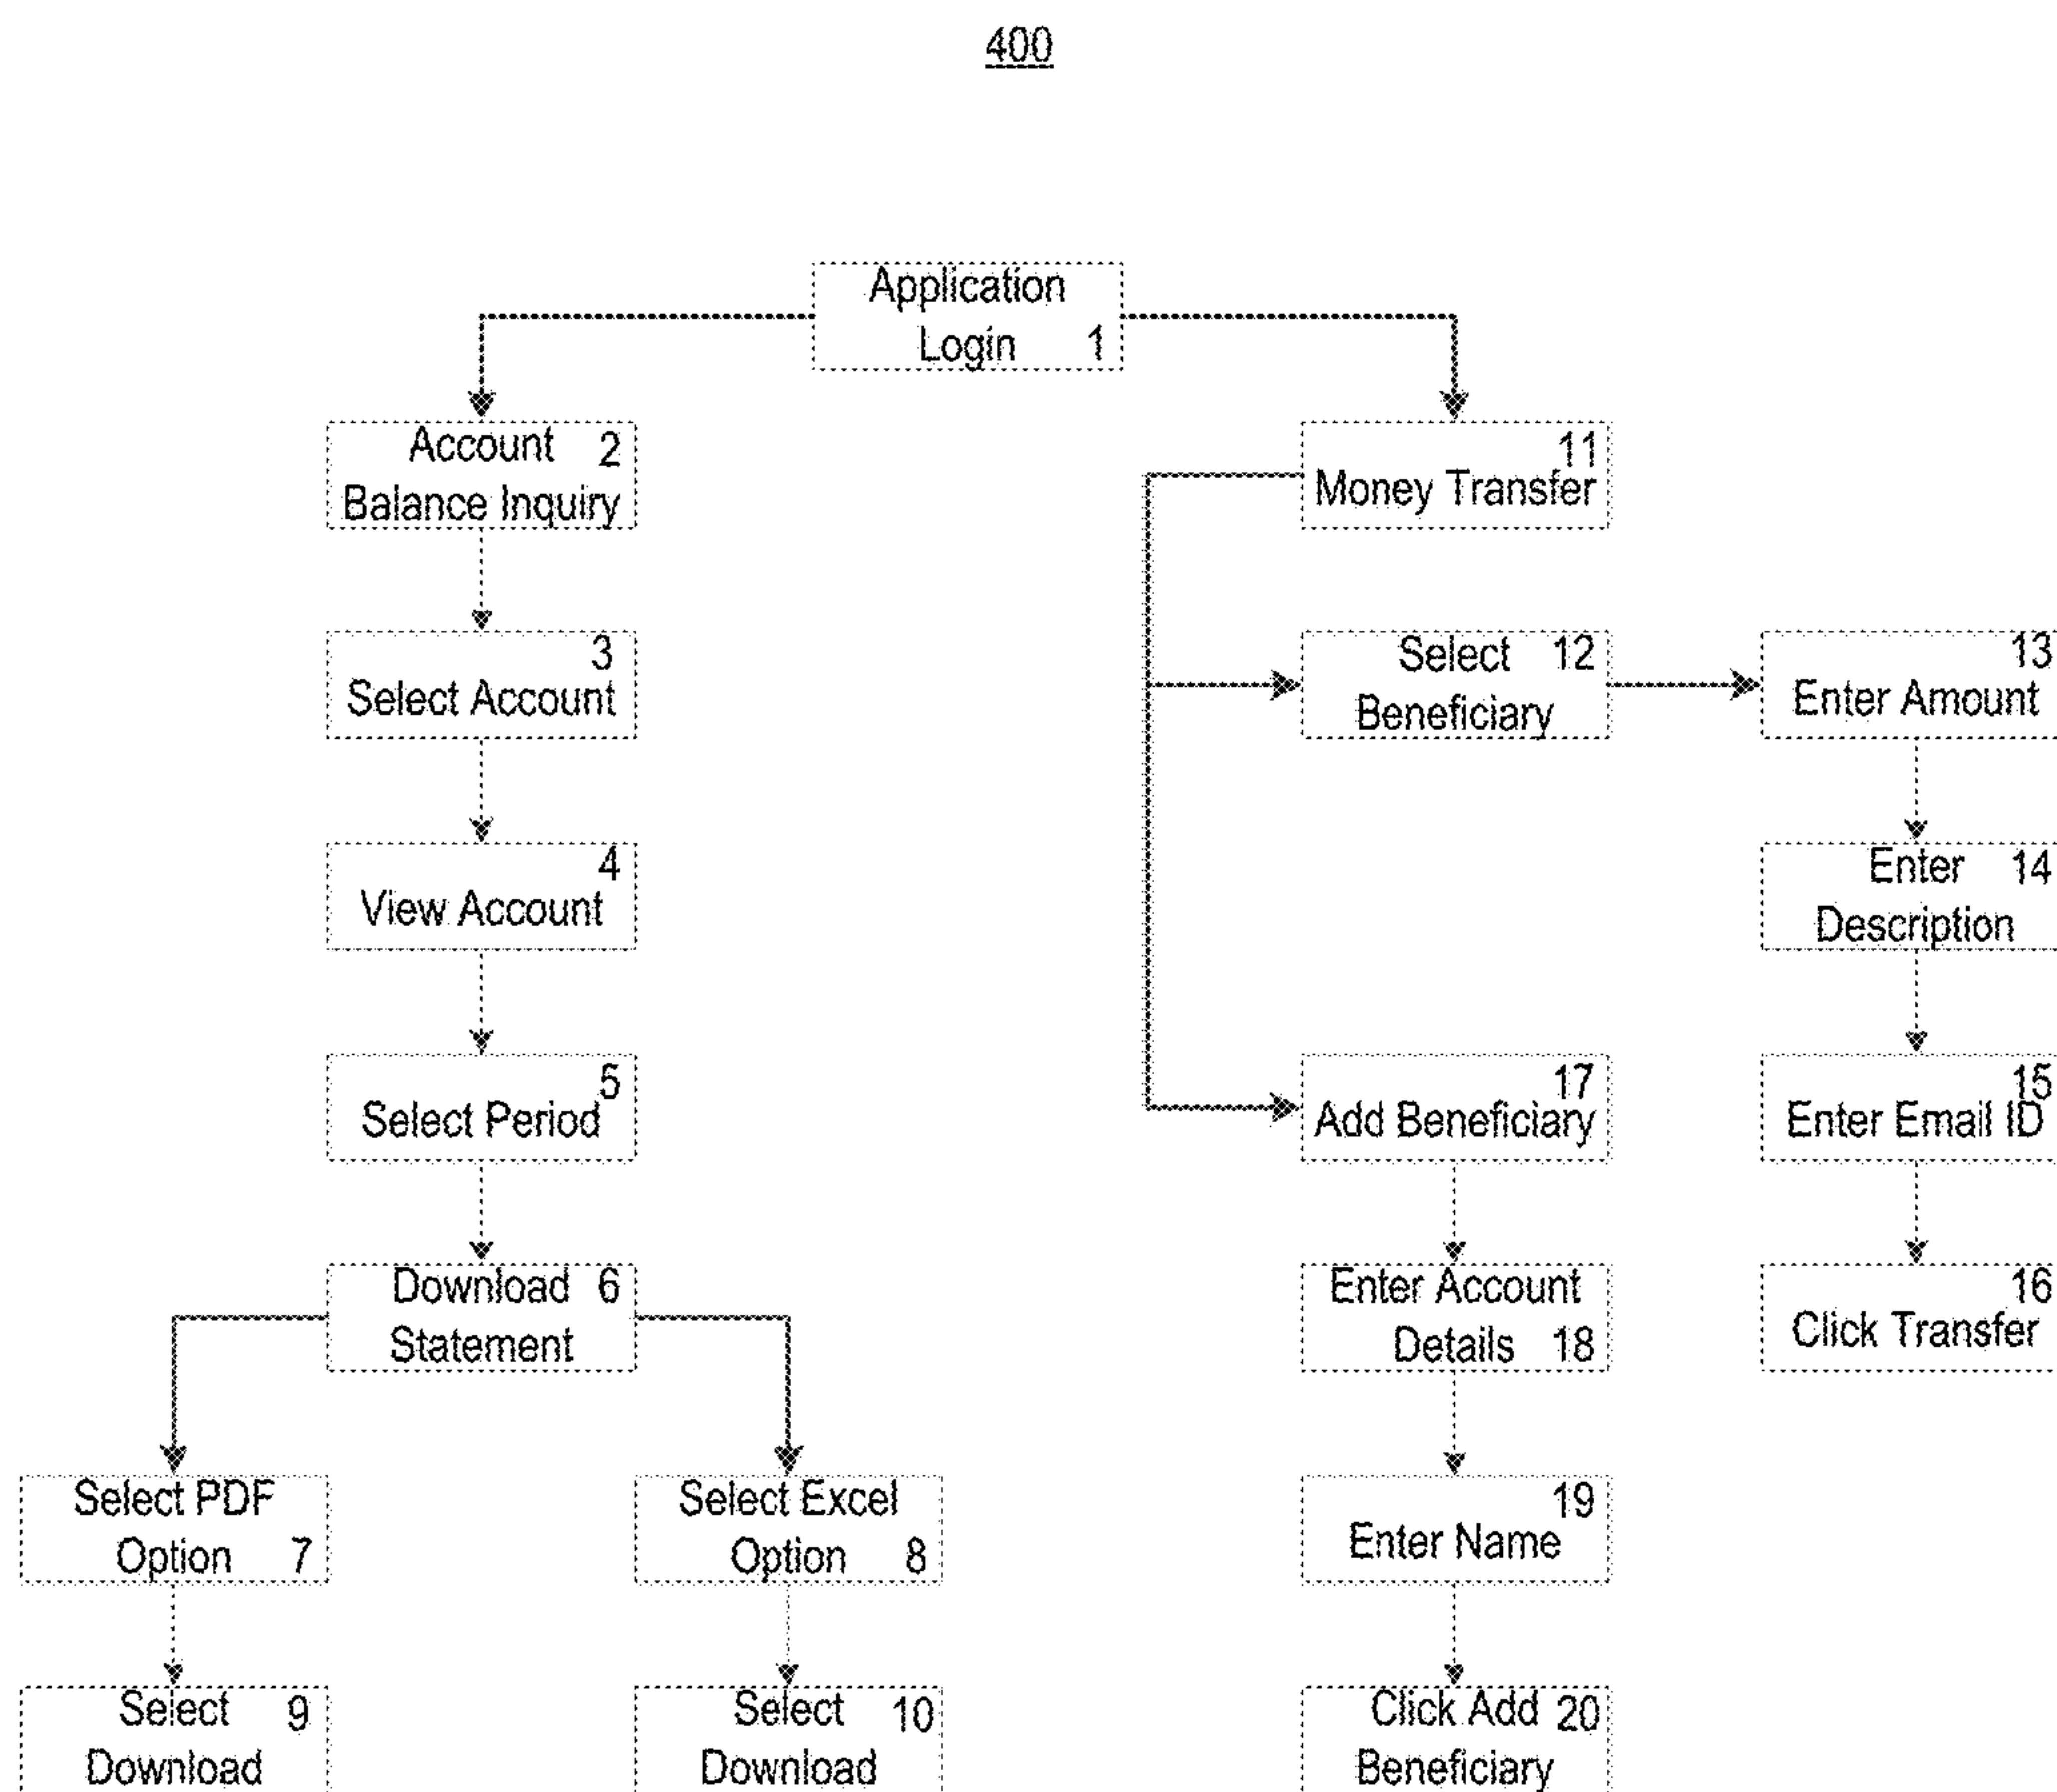 400
Application
Login 1
Account 2
Balance Inquiry
3
Select Account
4
View Account
5
Select Period
Download 6
Statement
Select PDF
Option 7
Select Excel
Option 8
Select 9
Download
Select 10
Download
11
Money Transfer
Select 12
Beneficiary
13
Enter Amount
Enter 14
Description
15
Enter Email ID
16
Click Transfer
17
Add Beneficiary
Enter Account
Details 18
19
Enter Name
Click Add 20
Beneficiary